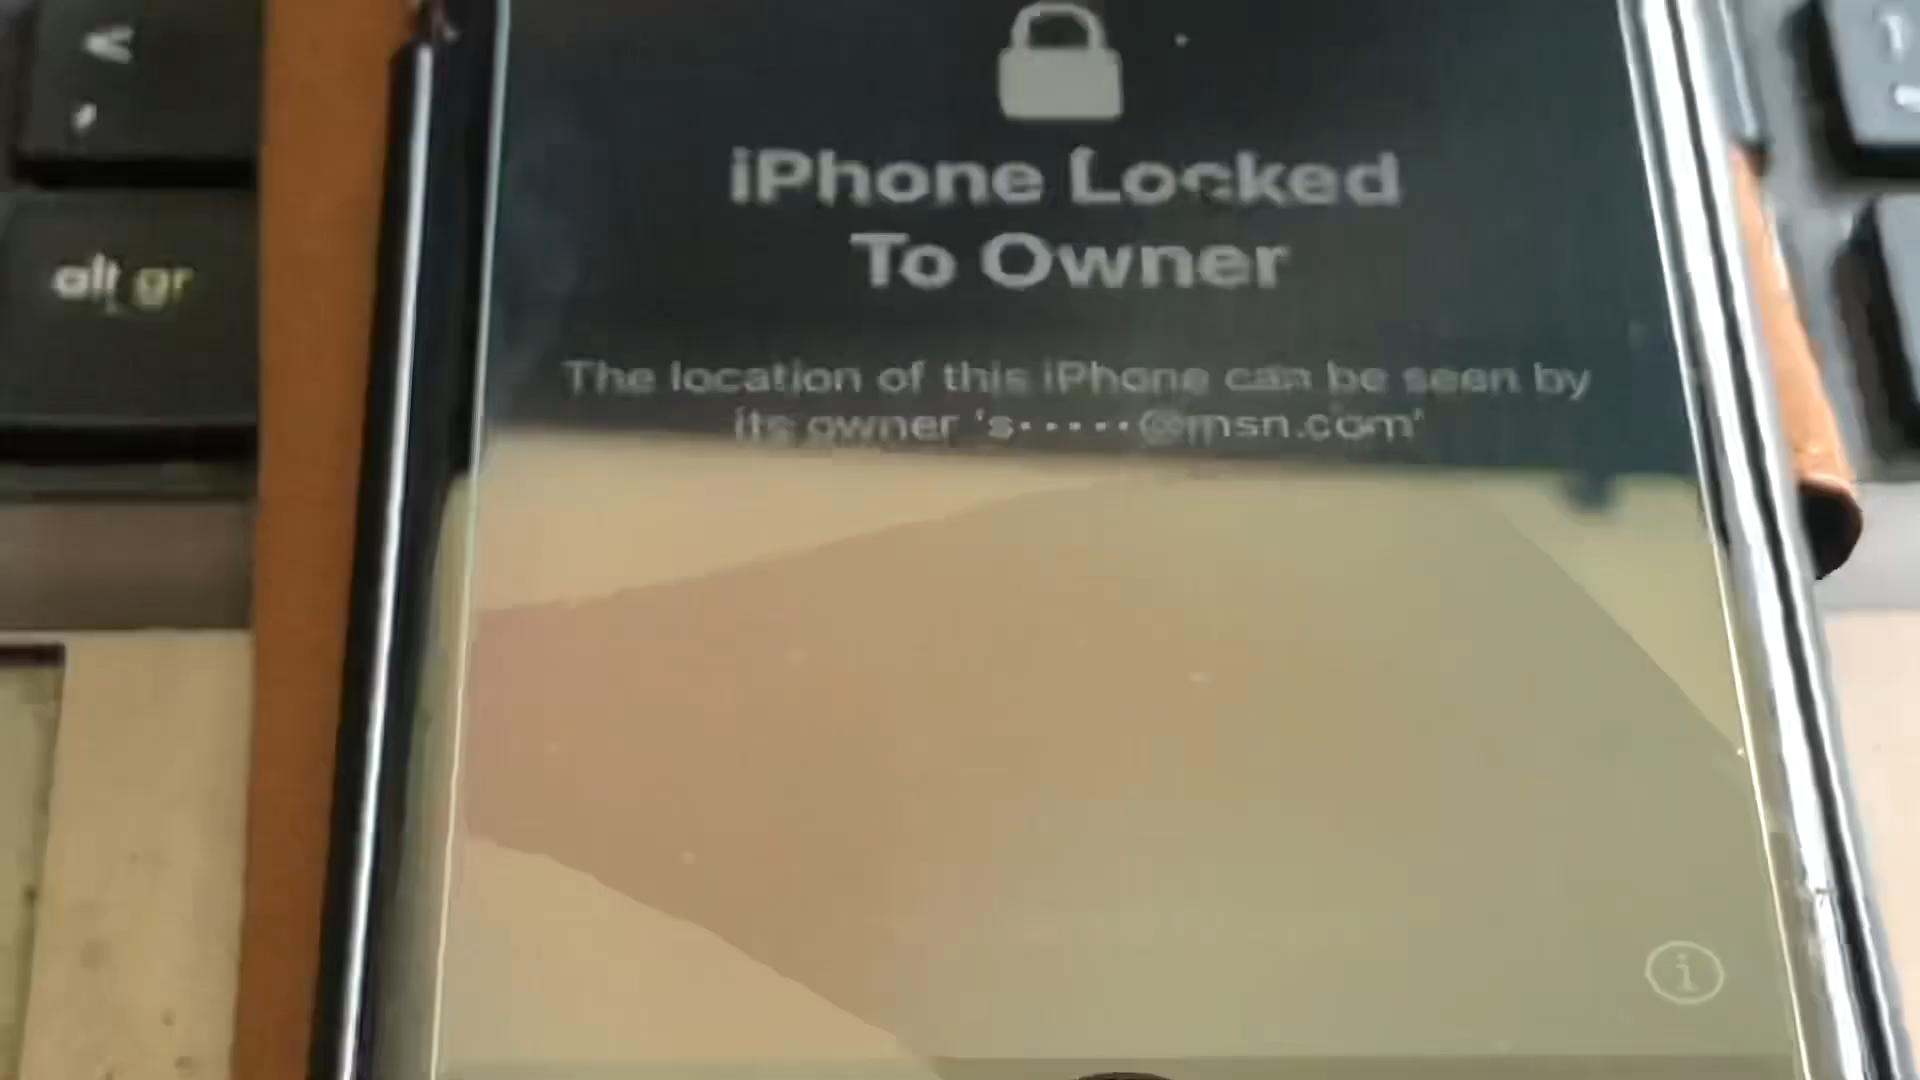 <
,
alt gr
iPhone Locked
To Owner
The location of this iPhone can be seen by
its owner 's·····@msn.com'
i